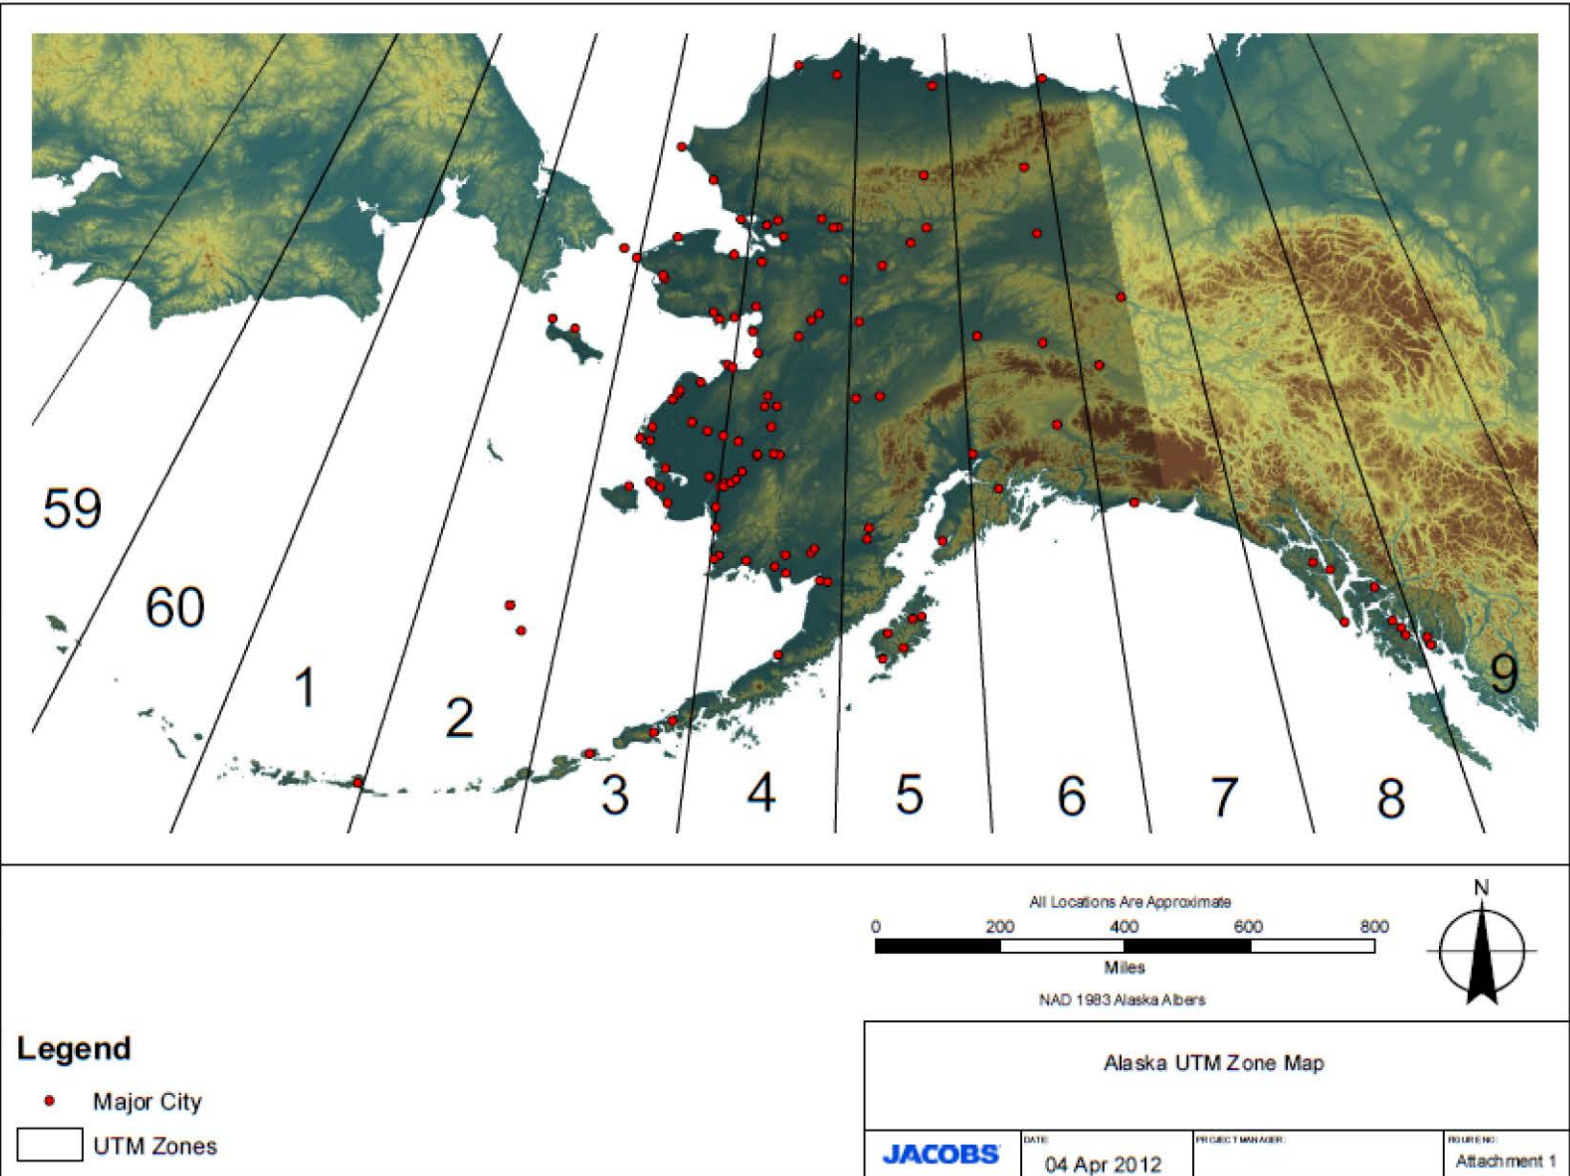 59
60
1
2
3
4
5
6
7
8
9
All Locations Are Approximate
0 200 400 600 800
Miles
NAD 1983 Alaska Albers
N
Legend
Major City
UTM Zones
Alaska UTM Zone Map
JACOBS
DATE:
04 Apr 2012
PROJECT MANAGER:
FIGURE NO:
Attachment 1